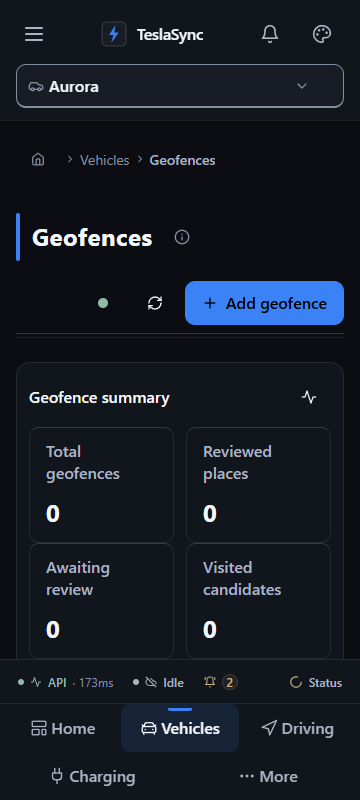 TeslaSync
Aurora
Vehicles
Geofences
Geofences
Add geofence
Geofence summary
Total
geofences
0
Reviewed
places
0
Awaiting
review
0
Visited
candidates
0
API · 173ms
Idle
2
Status
Home
Vehicles
Driving
Charging
More